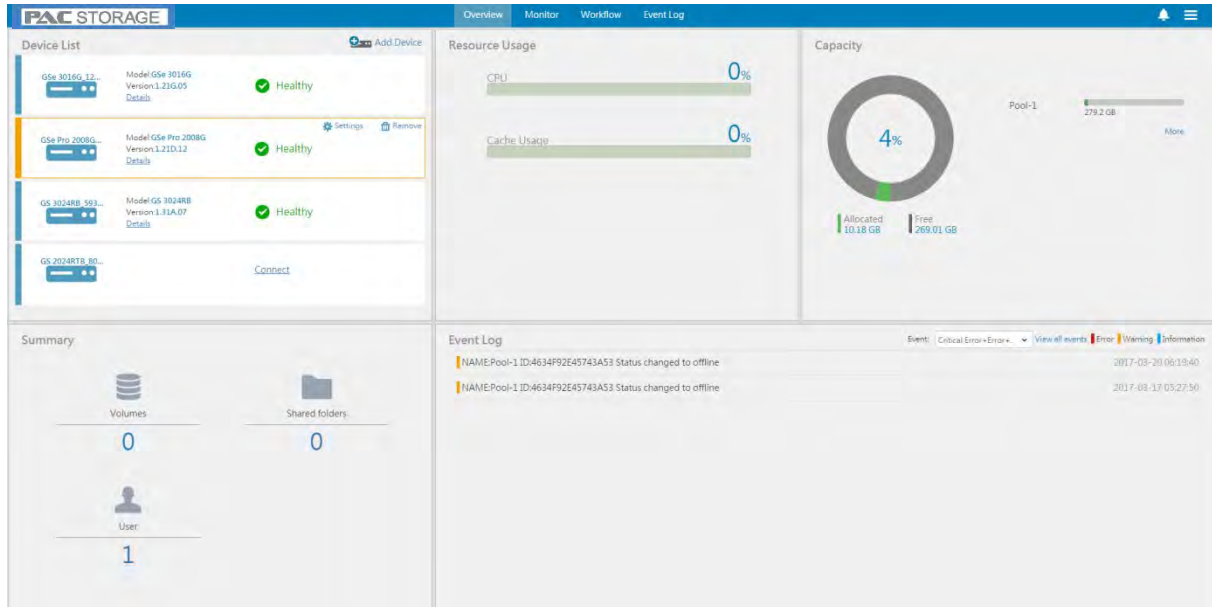 PAC STORAGE
Overview Monitor Workflow Event Log
Device List Add Device
GSe 3016G_12...
Model:GSe 3016G
Version:1.21G.05
Details
Healthy
Settings Remove
GSe Pro 2008G...
Model:GSe Pro 2008G
Version:1.21D.12
Details
Healthy
GS 3024RB_593...
Model:GS 3024RB
Version:1.31A.07
Details
Healthy
GS 2024RTB_80...
Connect
Resource Usage
CPU 0%
Cache Usage 0%
Capacity
4%
Allocated
10.18 GB
Free
269.01 GB
Pool-1
279.2 GB
More
Summary
Volumes
0
Shared folders
0
User
1
Event Log
Event: Critical Error+Error+... View all events Error Warning Information
NAME:Pool-1 ID:4634F92E45743A53 Status changed to offline 2017-03-20 06:19:40
NAME:Pool-1 ID:4634F92E45743A53 Status changed to offline 2017-03-17 03:27:50